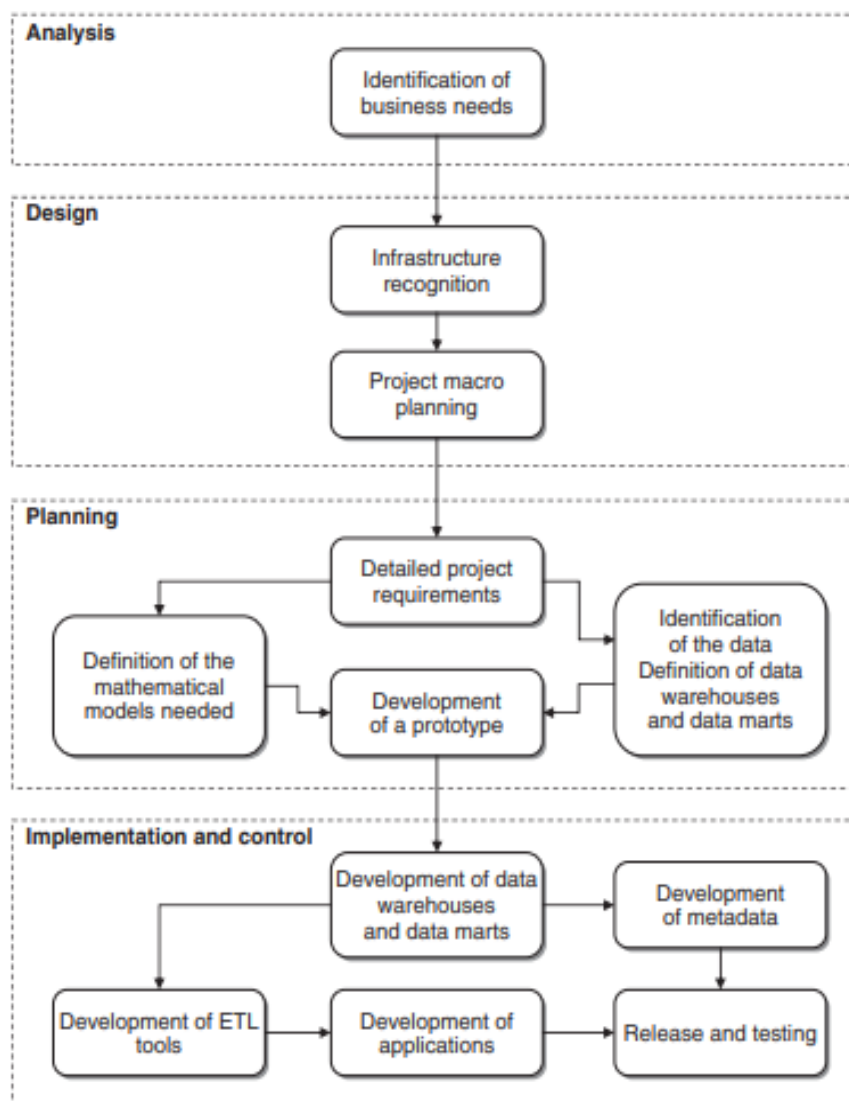 Analysis
Identification of
business needs
Design
Infrastructure
recognition
Project macro
planning
Planning
Detailed project
requirements
Definition of the
mathematical
models needed
Development
of a prototype
Identification
of the data
Definition of data
warehouses
and data marts
Implementation and control
Development of data
warehouses
and data marts
Development
of metadata
Development of ETL
tools
Development of
applications
Release and testing